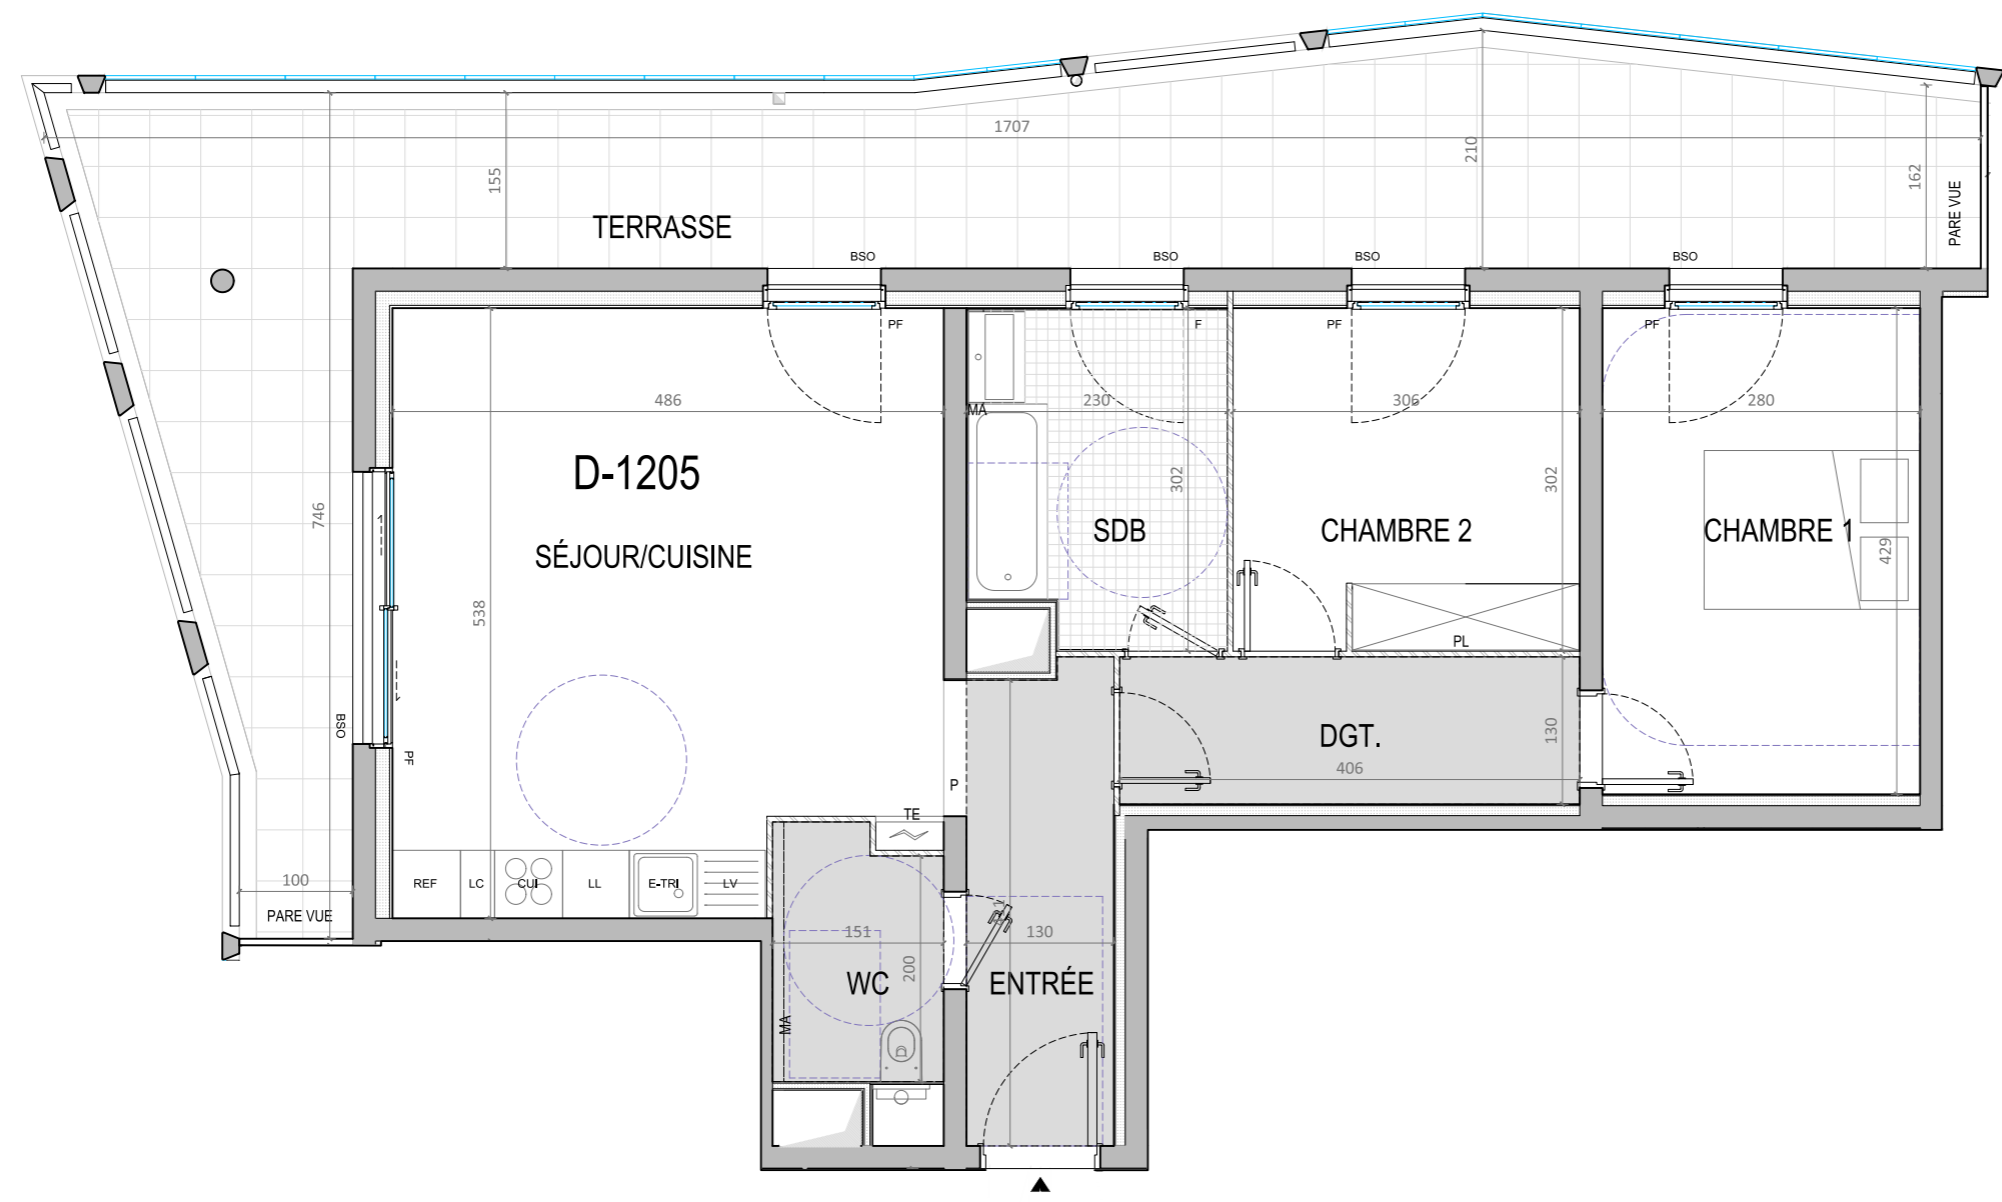 1707
155
210
162
PARE VUE
TERRASSE
BSO
BSO
BSO
BSO
PF
F
PF
PF
486
MA
230
306
280
D-1205
746
302
302
SDB
CHAMBRE 2
CHAMBRE 1
429
SÉJOUR/CUISINE
538
PL
BSO
PF
DGT.
130
406
P
TE
100
PARE VUE
REF
LC
CUI
LL
E-TRI
LV
151
130
200
WC
ENTRÉE
MA